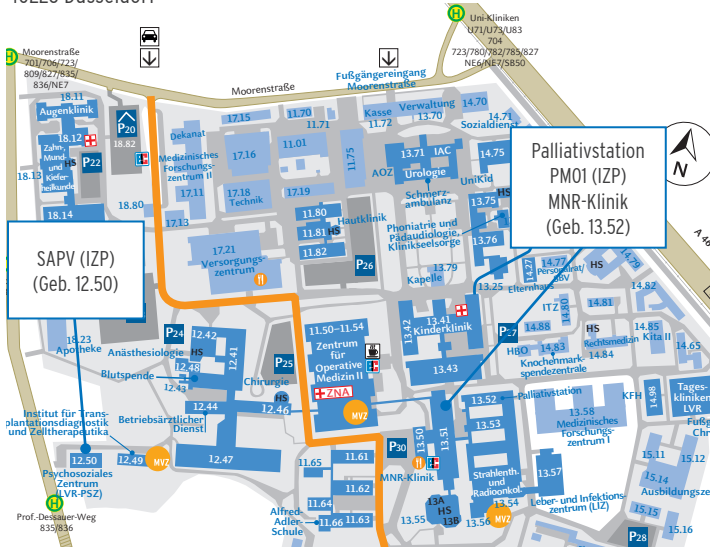 40225 Düsseldorf
Uni-Kliniken
U71/U73/U83
704
723/780/782/785/827
NE6/NE7/SB50
H
H
Moorenstraße
701/706/723/
809/827/835/
836/NE7
Moorenstraße
Fußgängereingang
Moorenstraße
18.11
Augenklinik
18.12
Zahn-,
Mund-
und
Kiefer-
heilkunde
HS
18.13
18.14
P22
P20
18.82
18.80
17.15
Dekanat
Medizinisches
Forschungs-
zentrum II
17.16
17.11
17.18
Technik
17.13
17.21
Versorgungs-
zentrum
11.70
11.71
11.01
17.19
11.75
Kasse
11.72
Verwaltung
13.70
14.70
14.71
Sozialdienst
13.71
IAC
Urologie
AOZ
14.75
UniKid
Schmerz-
ambulanz
HS
13.75
Phoniatrie und
Pädaudiologie,
Klinikseelsorge
13.76
11.80
11.81
HS
11.82
Hautklinik
P26
13.79
Kapelle
13.25
Elternhaus
14.27
14.77
Personalrat/
BBV
HS
14.79
14.82
Palliativstation
PM01 (IZP)
MNR-Klinik
(Geb. 13.52)
N
A 46
SAPV (IZP)
(Geb. 12.50)
18.23
Apotheke
P24
12.42
Anästhesiologie
HS
12.41
12.48
Blutspende
12.43
P25
Chirurgie
HS
12.44
12.46
Betriebsärztlicher
Dienst
12.47
11.50–11.54
Zentrum
für
Operative
Medizin II
ZNA
MVZ
13.42
13.41
Kinderklinik
13.43
ITZ
14.80
14.81
14.88
HBO
14.83
Knochenmark-
spendezentrale
HS
Rechtsmedizin
14.84
14.85
Kita II
14.65
Institut für Trans-
plantationsdiagnostik
und Zelltherapeutika
12.50
12.49
MVZ
Psychosoziales
Zentrum
(LVR-PSZ)
H
Prof.-Dessauer-Weg
835/836
11.65
11.61
11.62
11.64
Alfred-
Adler-
Schule
11.66
11.63
P30
13.50
13.51
MNR-Klinik
13.52
Palliativstation
13.53
Strahlenth.
und
Radioonkol.
13.54
13A
HS
13B
13.55
13.56
MVZ
13.57
Leber- und Infektions-
zentrum (LIZ)
13.58
Medizinisches
Forschungs-
zentrum I
KFH
14.98
Tages-
kliniken
LVR
15.11
15.12
15.14
Ausbildungsze
15.15
15.16
P28